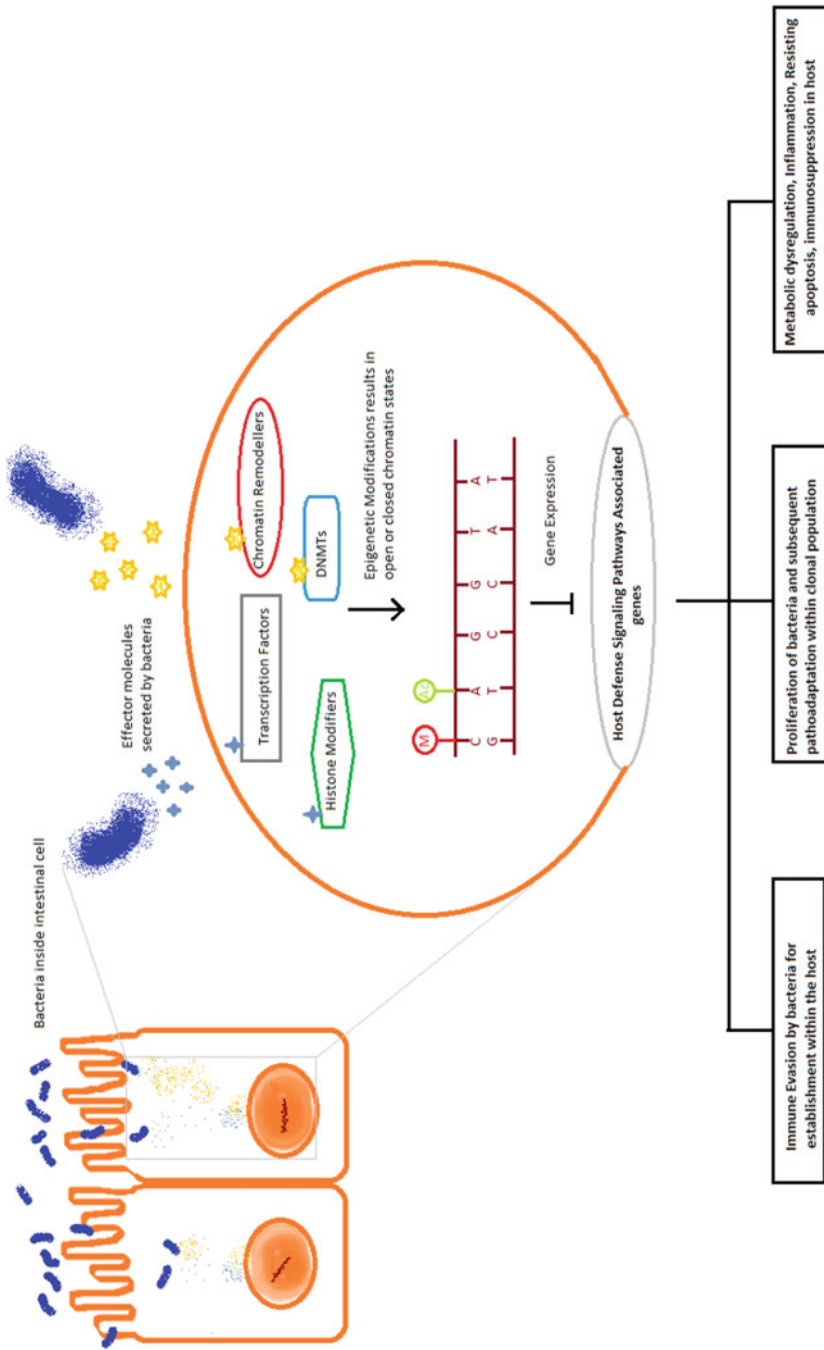 Bacteria inside intestinal cell
Effector molecules
secreted by bacteria
Transcription Factors
Chromatin Remodellers
Histone Modifiers
DNMTs
Epigenetic Modifications results in
open or closed chromatin states
M
Ac
C A G G T A
G T C C A T
Gene Expression
Host Defense Signaling Pathways Associated
genes
Immune Evasion by bacteria for
establishment within the host
Proliferation of bacteria and subsequent
pathoadaptation within clonal population
Metabolic dysregulation, Inflammation, Resisting
apoptosis, immunosuppression in host